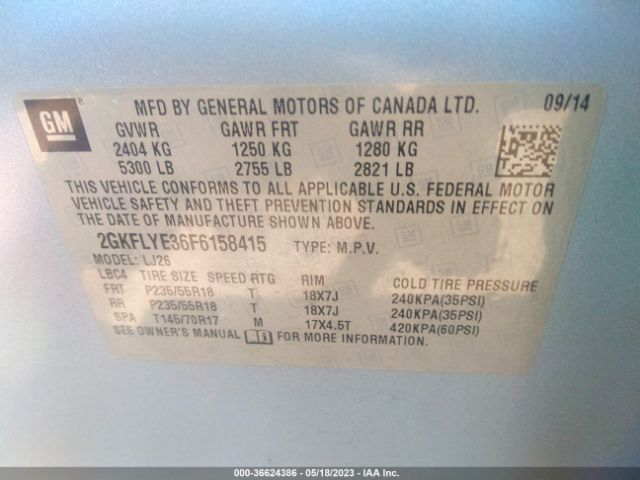 GM ® MFD BY GENERAL MOTORS OF CANADA LTD. 09/14
GVWR GAWR FRT GAWR RR
2404 KG 1250 KG 1280 KG
5300 LB 2755 LB 2821 LB
THIS VEHICLE CONFORMS TO ALL APPLICABLE U.S. FEDERAL MOTOR
VEHICLE SAFETY AND THEFT PREVENTION STANDARDS IN EFFECT ON
THE DATE OF MANUFACTURE SHOWN ABOVE.
2GKFLYE36F6158415 TYPE: M.P.V.
MODEL: LJ26
LBC4 TIRE SIZE SPEED RTG RIM COLD TIRE PRESSURE
FRT P235/55R18 T 18X7J 240KPA(35PSI)
RR P235/55R18 T 18X7J 240KPA(35PSI)
SPA T145/70R17 M 17X4.5T 420KPA(60PSI)
SEE OWNER'S MANUAL FOR MORE INFORMATION.
000-36624386 - 05/18/2023 - IAA Inc.